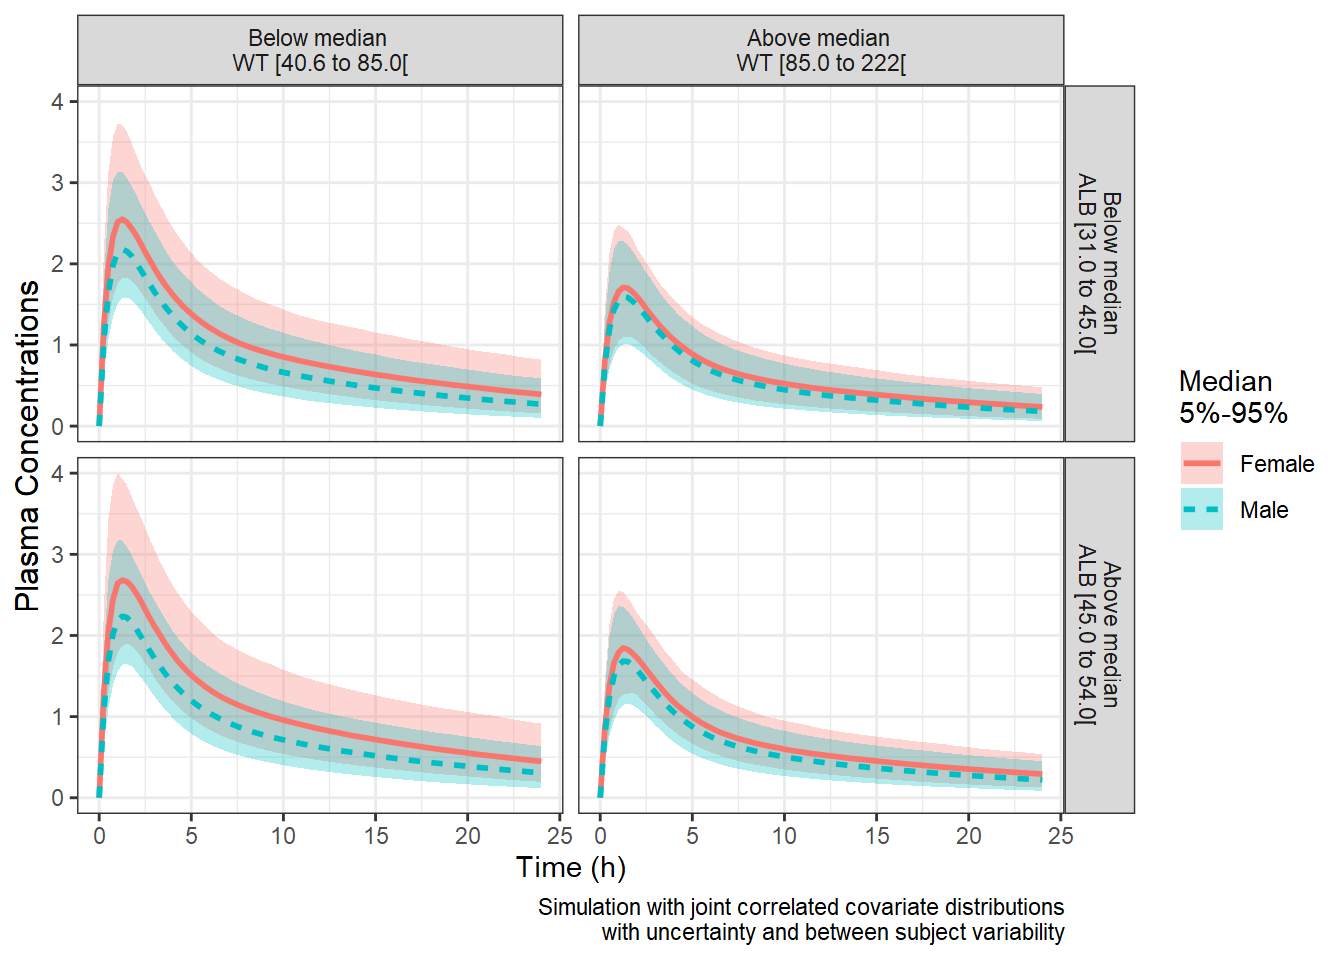 Below median
WT [40.6 to 85.0[
Above median
WT [85.0 to 222[
4
3
2
1
0
Below median
ALB [31.0 to 45.0[
4
3
2
1
0
Above median
ALB [45.0 to 54.0[
0
5
10
15
20
25
0
5
10
15
20
25
Plasma Concentrations
Time (h)
Median
5%-95%
Female
Male
Simulation with joint correlated covariate distributions
with uncertainty and between subject variability